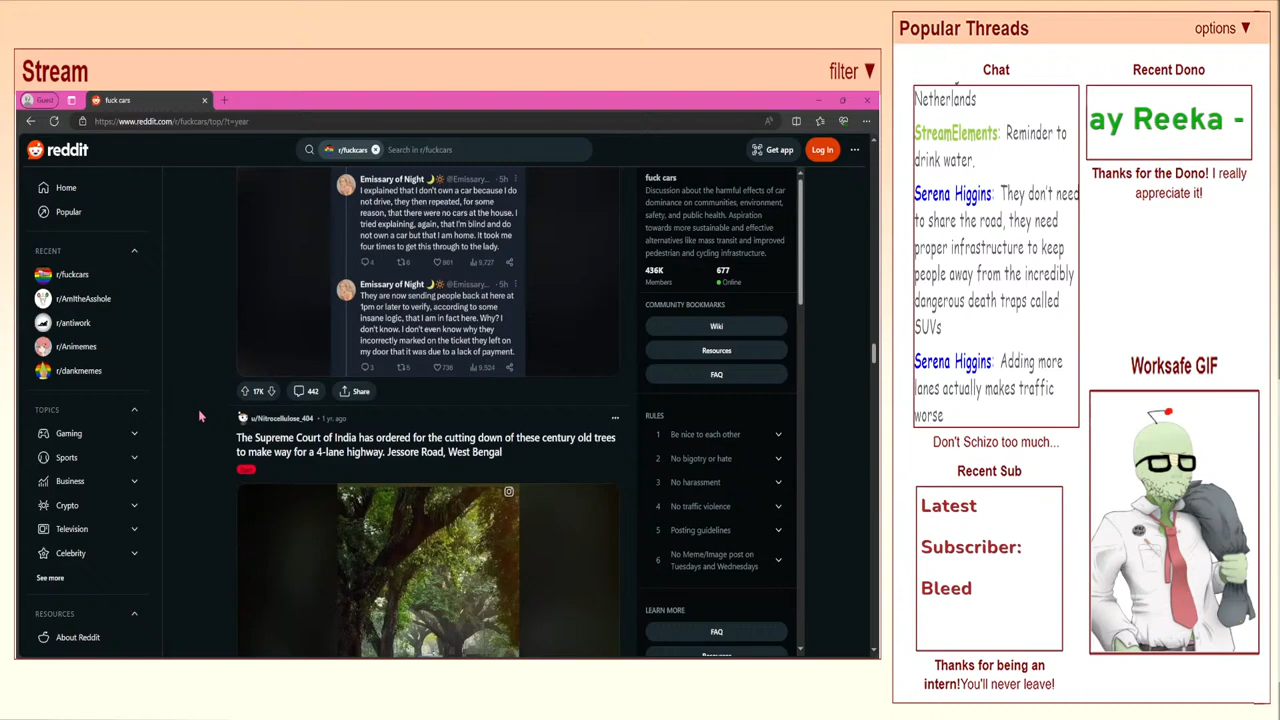 Stream
filter ▼
Guest
fuck cars
https://www.reddit.com/r/fuckcars/top/?t=year
reddit
r/fuckcars
Search in r/fuckcars
Get app
Log In
Home
Popular
RECENT
r/fuckcars
r/AmItheAsshole
r/antiwork
r/Animemes
r/dankmemes
TOPICS
Gaming
Sports
Business
Crypto
Television
Celebrity
See more
RESOURCES
About Reddit
Emissary of Night 🌙🔆 @Emissary... · 5h
I explained that I don't own a car because I do
not drive, they then repeated, for some
reason, that there were no cars at the house. I
tried explaining, again, that I'm blind and do
not own a car but that I am home. It took me
four times to get this through to the lady.
4 6 861 9,727
Emissary of Night 🌙🔆 @Emissary... · 5h
They are now sending people back at here at
1pm or later to verify, according to some
insane logic, that I am in fact here. Why? I
don't know. I don't even know why they
incorrectly marked on the ticket they left on
my door that it was due to a lack of payment.
3 5 736 9,524
17K 442 Share
u/Nitrocellulose_404 • 1 yr. ago
The Supreme Court of India has ordered for the cutting down of these century old trees
to make way for a 4-lane highway. Jessore Road, West Bengal
fuck cars
Discussion about the harmful effects of car
dominance on communities, environment,
safety, and public health. Aspiration
towards more sustainable and effective
alternatives like mass transit and improved
pedestrian and cycling infrastructure.
436K 677
Members Online
COMMUNITY BOOKMARKS
Wiki
Resources
FAQ
RULES
1 Be nice to each other
2 No bigotry or hate
3 No harassment
4 No traffic violence
5 Posting guidelines
6 No Meme/Image post on
Tuesdays and Wednesdays
LEARN MORE
FAQ
Popular Threads
options ▼
Chat
Netherlands
StreamElements: Reminder to
drink water.
Serena Higgins: They don't need
to share the road, they need
proper infrastructure to keep
people away from the incredibly
dangerous death traps called
SUVs
Serena Higgins: Adding more
lanes actually makes traffic
worse
Don't Schizo too much...
Recent Sub
Latest
Subscriber:
Bleed
Thanks for being an
intern!You'll never leave!
Recent Dono
ay Reeka -
Thanks for the Dono! I really
appreciate it!
Worksafe GIF